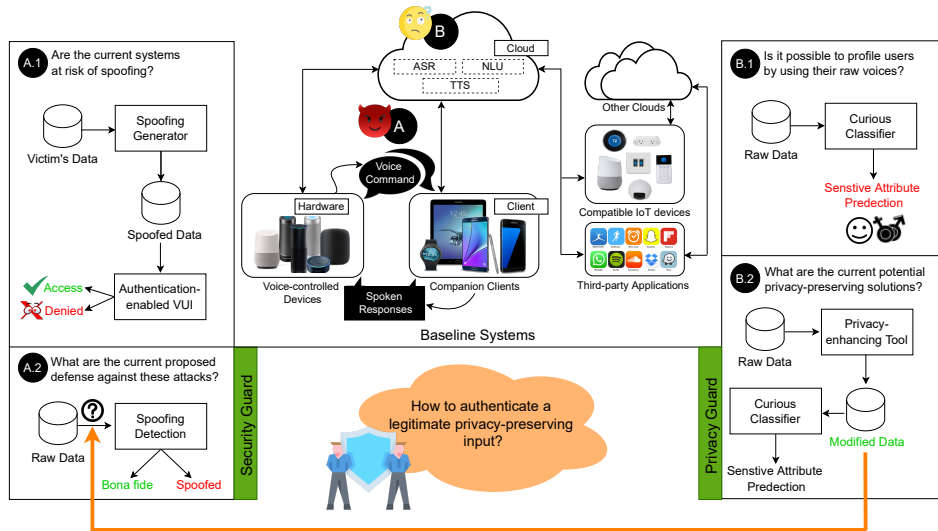 A.1
Are the current systems
at risk of spoofing?
Victim's Data
Spoofing
Generator
Spoofed Data
Authentication-
enabled VUI
Access
Denied
A.2
What are the current proposed
defense against these attacks?
Raw Data
?
Spoofing
Detection
Bona fide
Spoofed
Security Guard
B
Cloud
ASR
NLU
TTS
A
Voice
Command
Hardware
Client
Voice-controlled
Devices
Spoken
Responses
Companion Clients
Other Clouds
Compatible IoT devices
Third-party Applications
Baseline Systems
How to authenticate a
legitimate privacy-preserving
input?
Privacy Guard
B.1
Is it possible to profile users
by using their raw voices?
Raw Data
Curious
Classifier
Senstive Attribute
Predection
B.2
What are the current potential
privacy-preserving solutions?
Raw Data
Privacy-
enhancing Tool
Curious
Classifier
Modified Data
Senstive Attribute
Predection